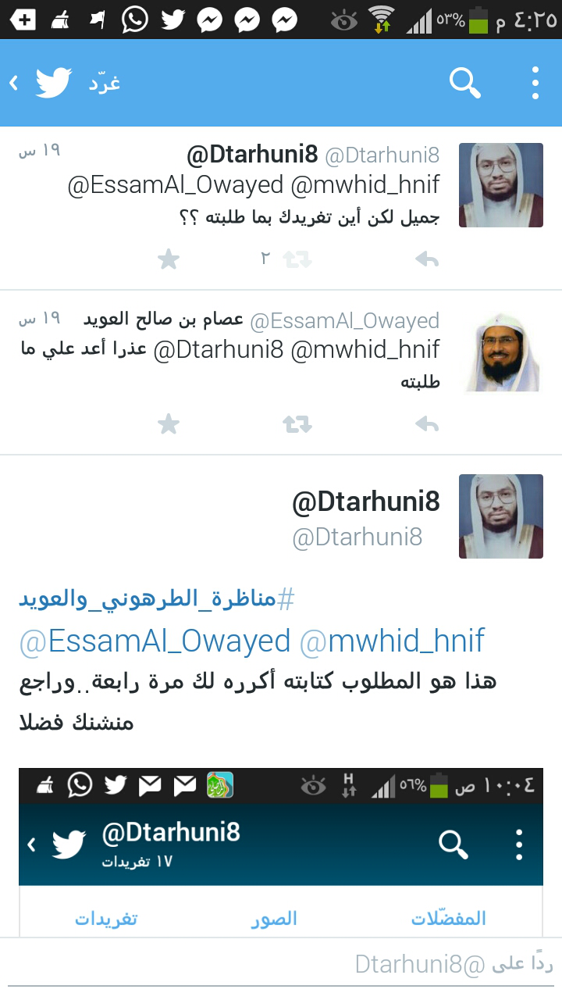 ٤:٢٥ م ٥٣%
غرّد
@Dtarhuni8 @Dtarhuni8 ١٩ س
@EssamAl_Owayed @mwhid_hnif
جميل لكن أين تغريدك بما طلبته ؟؟
٢
@EssamAl_Owayed عصام بن صالح العويد ١٩ س
@Dtarhuni8 @mwhid_hnif عذرا أعد علي ما
طلبته
@Dtarhuni8
@Dtarhuni8
#مناظرة_الطرهوني_والعويد
@EssamAl_Owayed @mwhid_hnif
هذا هو المطلوب كتابته أكرره لك مرة رابعة..وراجع
منشنك فضلا
١٠:٠٤ ص ٥٦% H
@Dtarhuni8
١٧ تغريدات
تغريدات الصور المفضّلات
ردًا على @Dtarhuni8